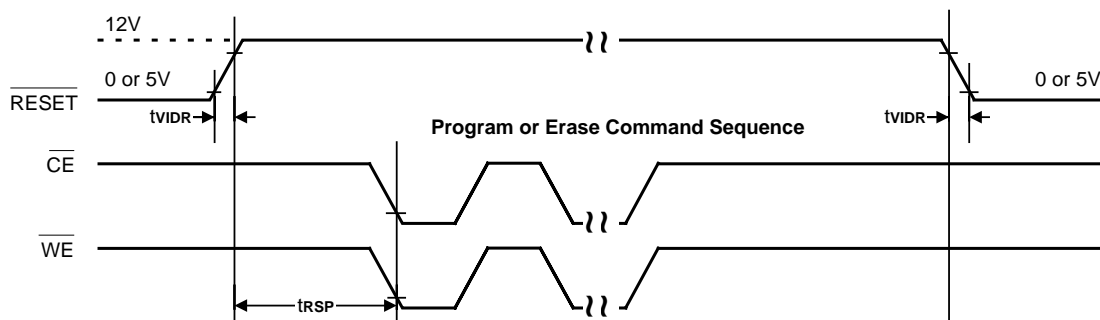 12V
0 or 5V
0 or 5V
RESET
tVIDR
tVIDR
Program or Erase Command Sequence
CE
WE
tRSP